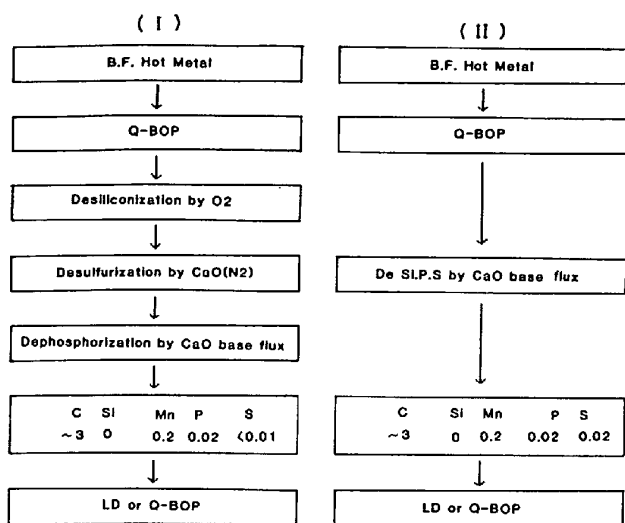 ( I )
B.F. Hot Metal
Q-BOP
Desiliconization by O2
Desulfurization by CaO(N2)
Dephosphorization by CaO base flux
C Si Mn P S
~3 0 0.2 0.02 <0.01
LD or Q-BOP
( II )
B.F. Hot Metal
Q-BOP
De SI.P.S by CaO base flux
C Si Mn P S
~3 0 0.2 0.02 0.02
LD or Q-BOP